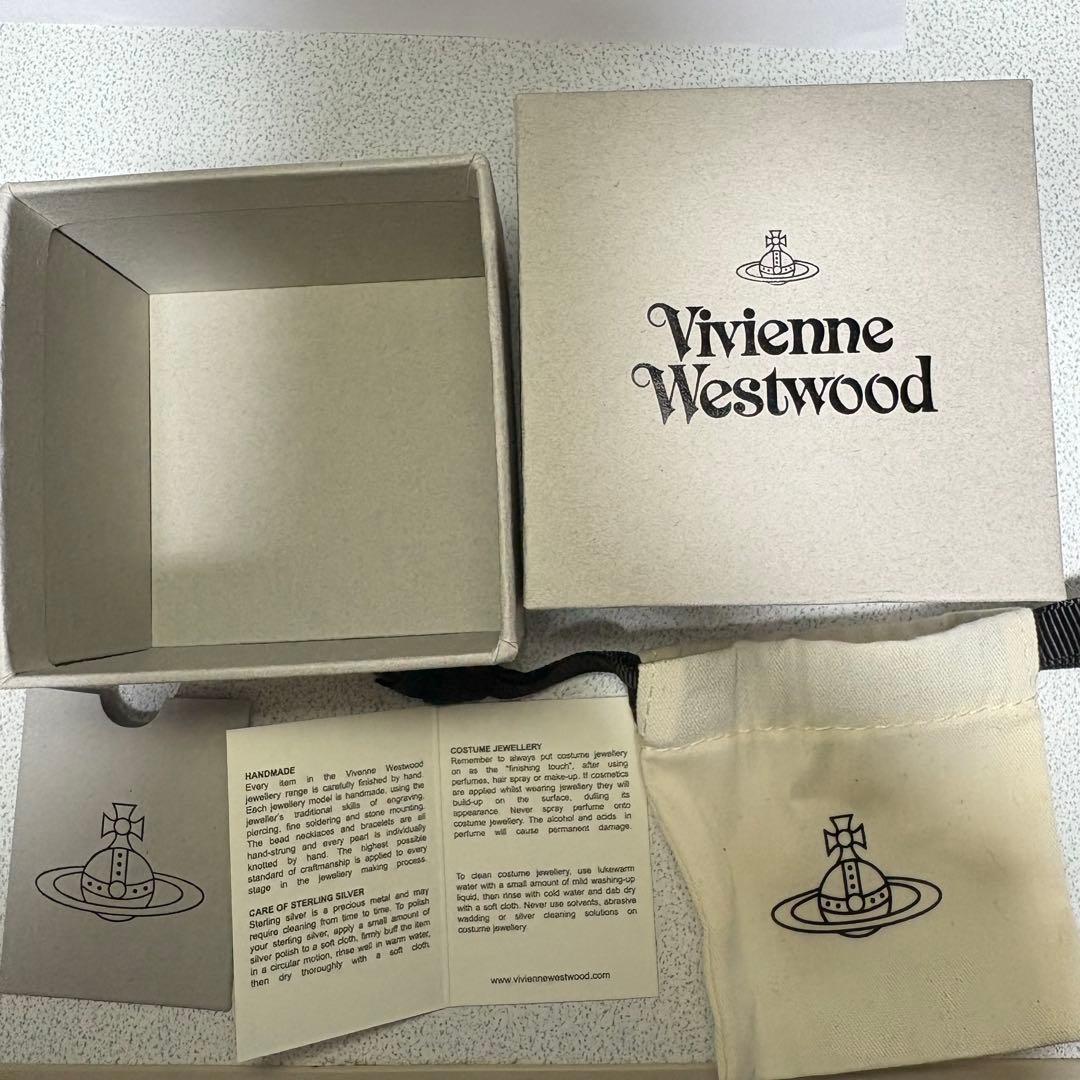 Vivienne
Westwood
HANDMADE
Every item in the Vivenne Westwood
jewellery range is carefully finished by hand.
Each jewellery model is handmade, using the
jeweller's traditional skills of engraving,
piercing, fine soldering and stone mounting.
The bead necklaces and bracelets are all
hand-strung and every pearl is individually
knotted by hand. The highest possible
standard of craftmanship is applied to every
stage in the jewellery making process.
CARE OF STERLING SILVER
Sterling silver is a precious metal and may
require cleaning from time to time. To polish
your sterling silver, apply a small amount of
silver polish to a soft cloth, firmly buff the item
in a circular motion, rinse well in warm water,
then dry thoroughly with a soft cloth.
COSTUME JEWELLERY
Remember to always put costume jewellery
on as the "finishing touch", after using
perfumes, hair spray or make-up. If cosmetics
are applied whilst wearing jewellery they will
build-up on the surface, dulling its
appearance. Never spray perfume onto
costume jewellery. The alcohol and acids in
perfume will cause permanent damage.
To clean costume jewellery, use lukewarm
water with a small amount of mild washing-up
liquid, then rinse with cold water and dab dry
with a soft cloth. Never use solvents, abrasive
wadding or silver cleaning solutions on
costume jewellery
www.viviennewestwood.com